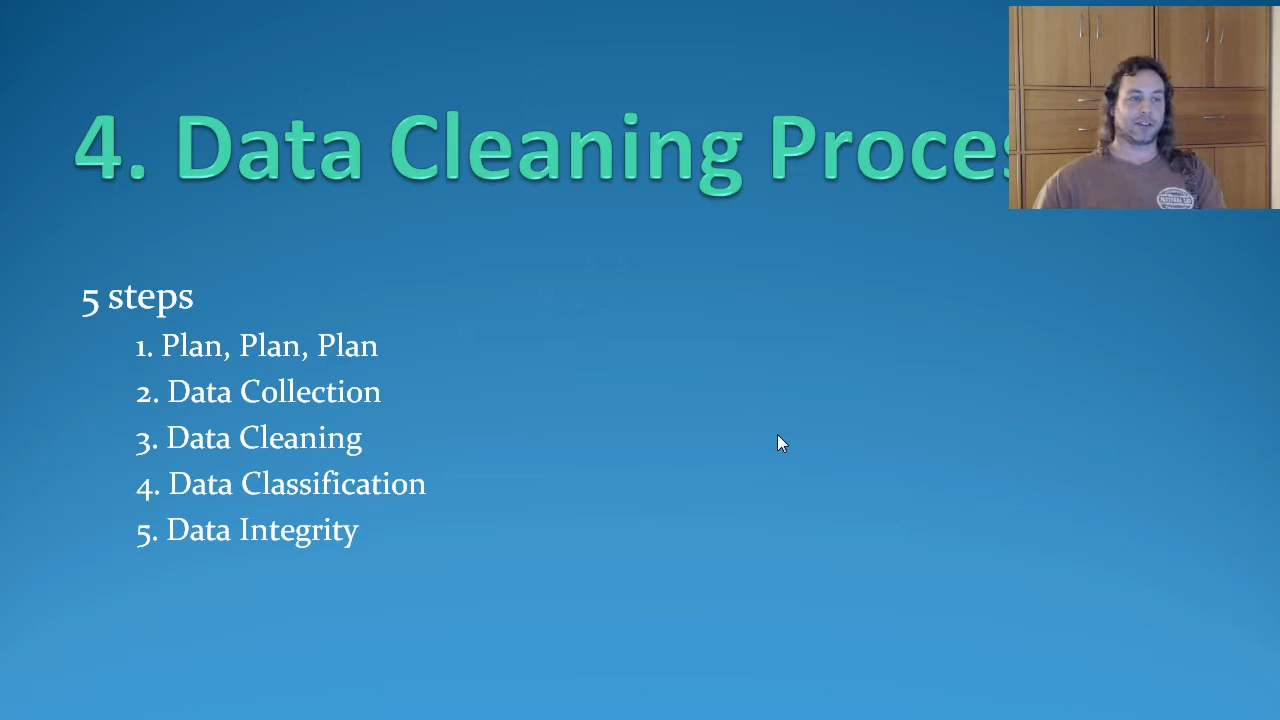 4. Data Cleaning
5 steps
1. Plan, Plan, Plan
2. Data Collection
3. Data Cleaning
4. Data Classification
5. Data Integrity